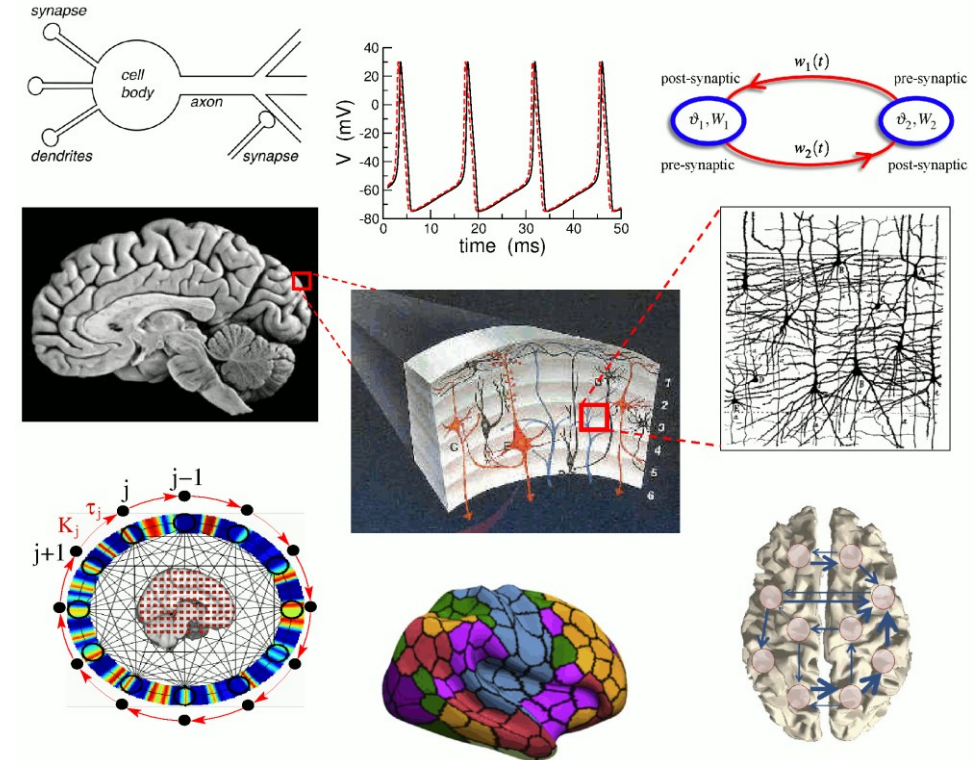 synapse
cell
body
axon
dendrites
synapse
V (mV)
40
20
0
-20
-40
-60
-80
0
10
20
30
40
50
time (ms)
w₁(t)
post-synaptic
pre-synaptic
ϑ₁, W₁
ϑ₂, W₂
pre-synaptic
w₂(t)
post-synaptic
1
2
3
4
5
6
G
j−1
j
τⱼ
Kⱼ
j+1